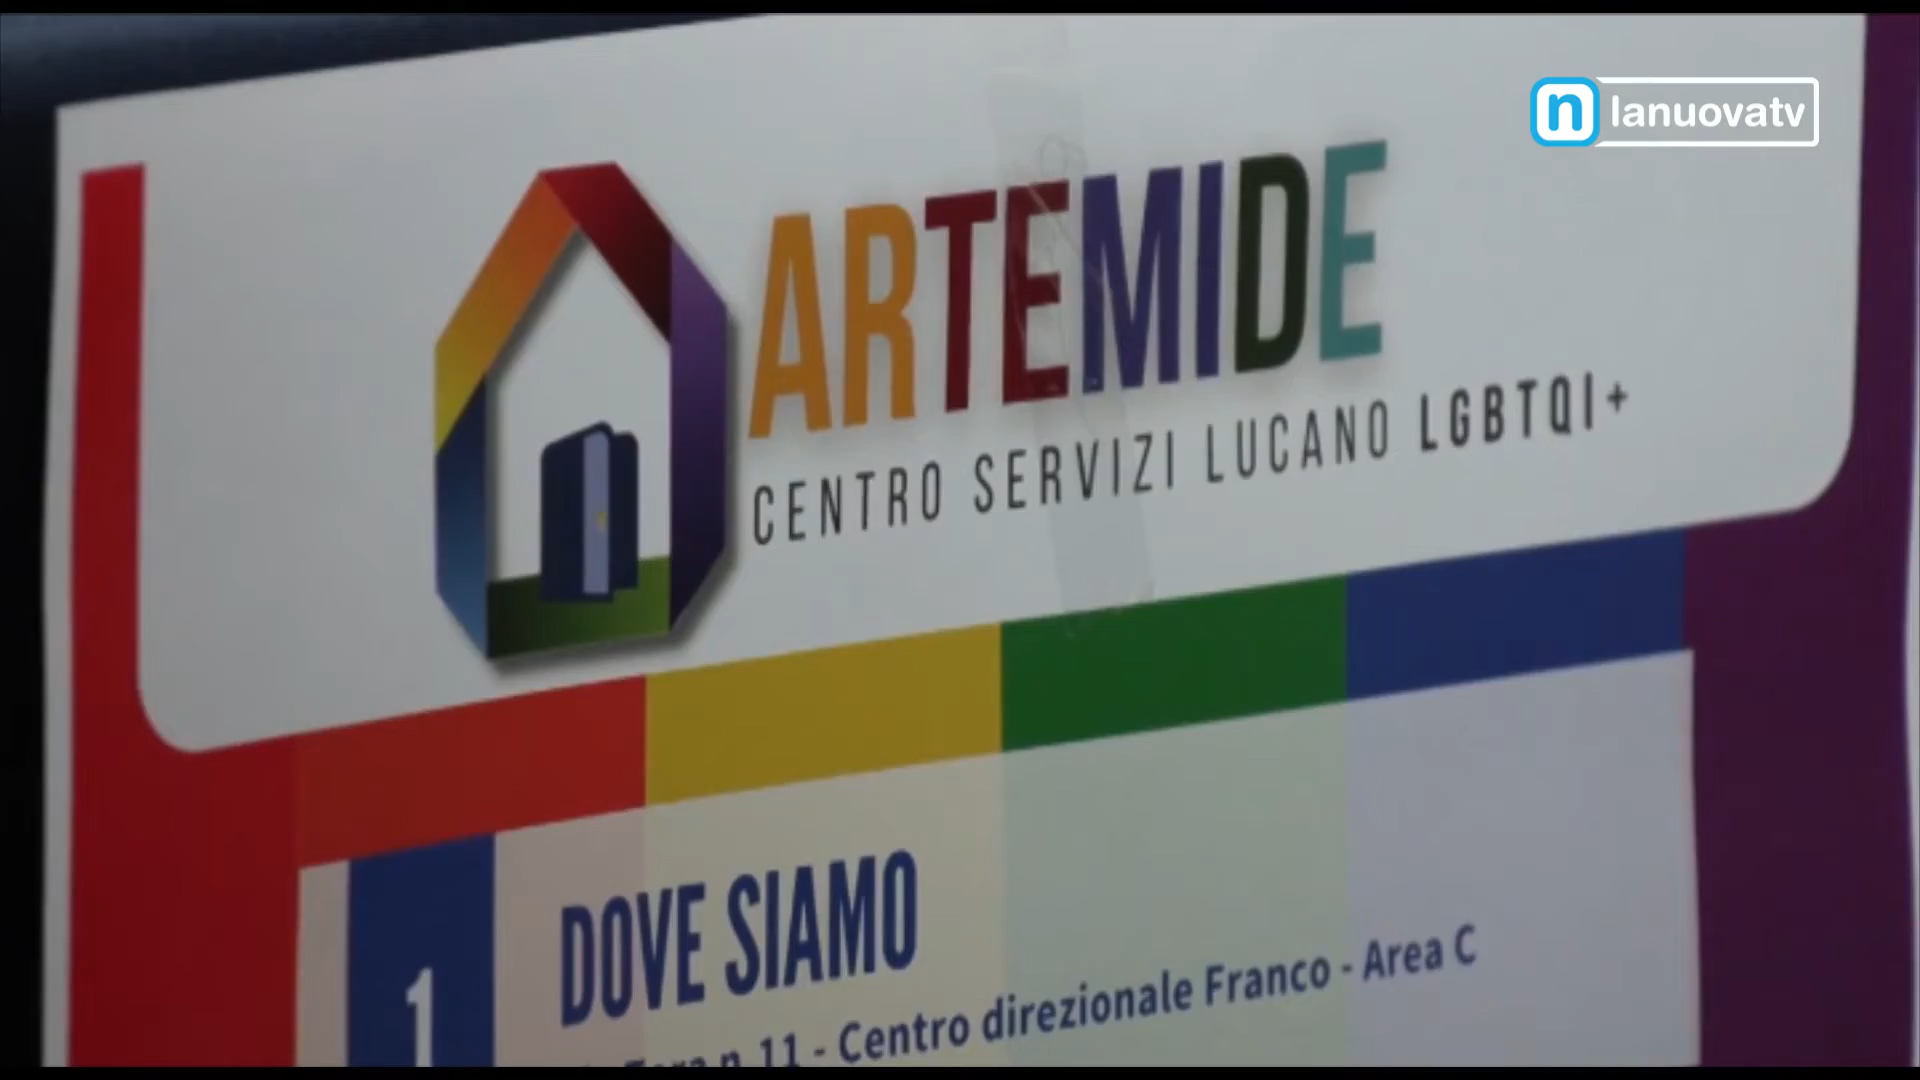 n lanuovatv
ARTEMIDE
CENTRO SERVIZI LUCANO LGBTQI+
1
DOVE SIAMO
n. 11 - Centro direzionale Franco - Area C